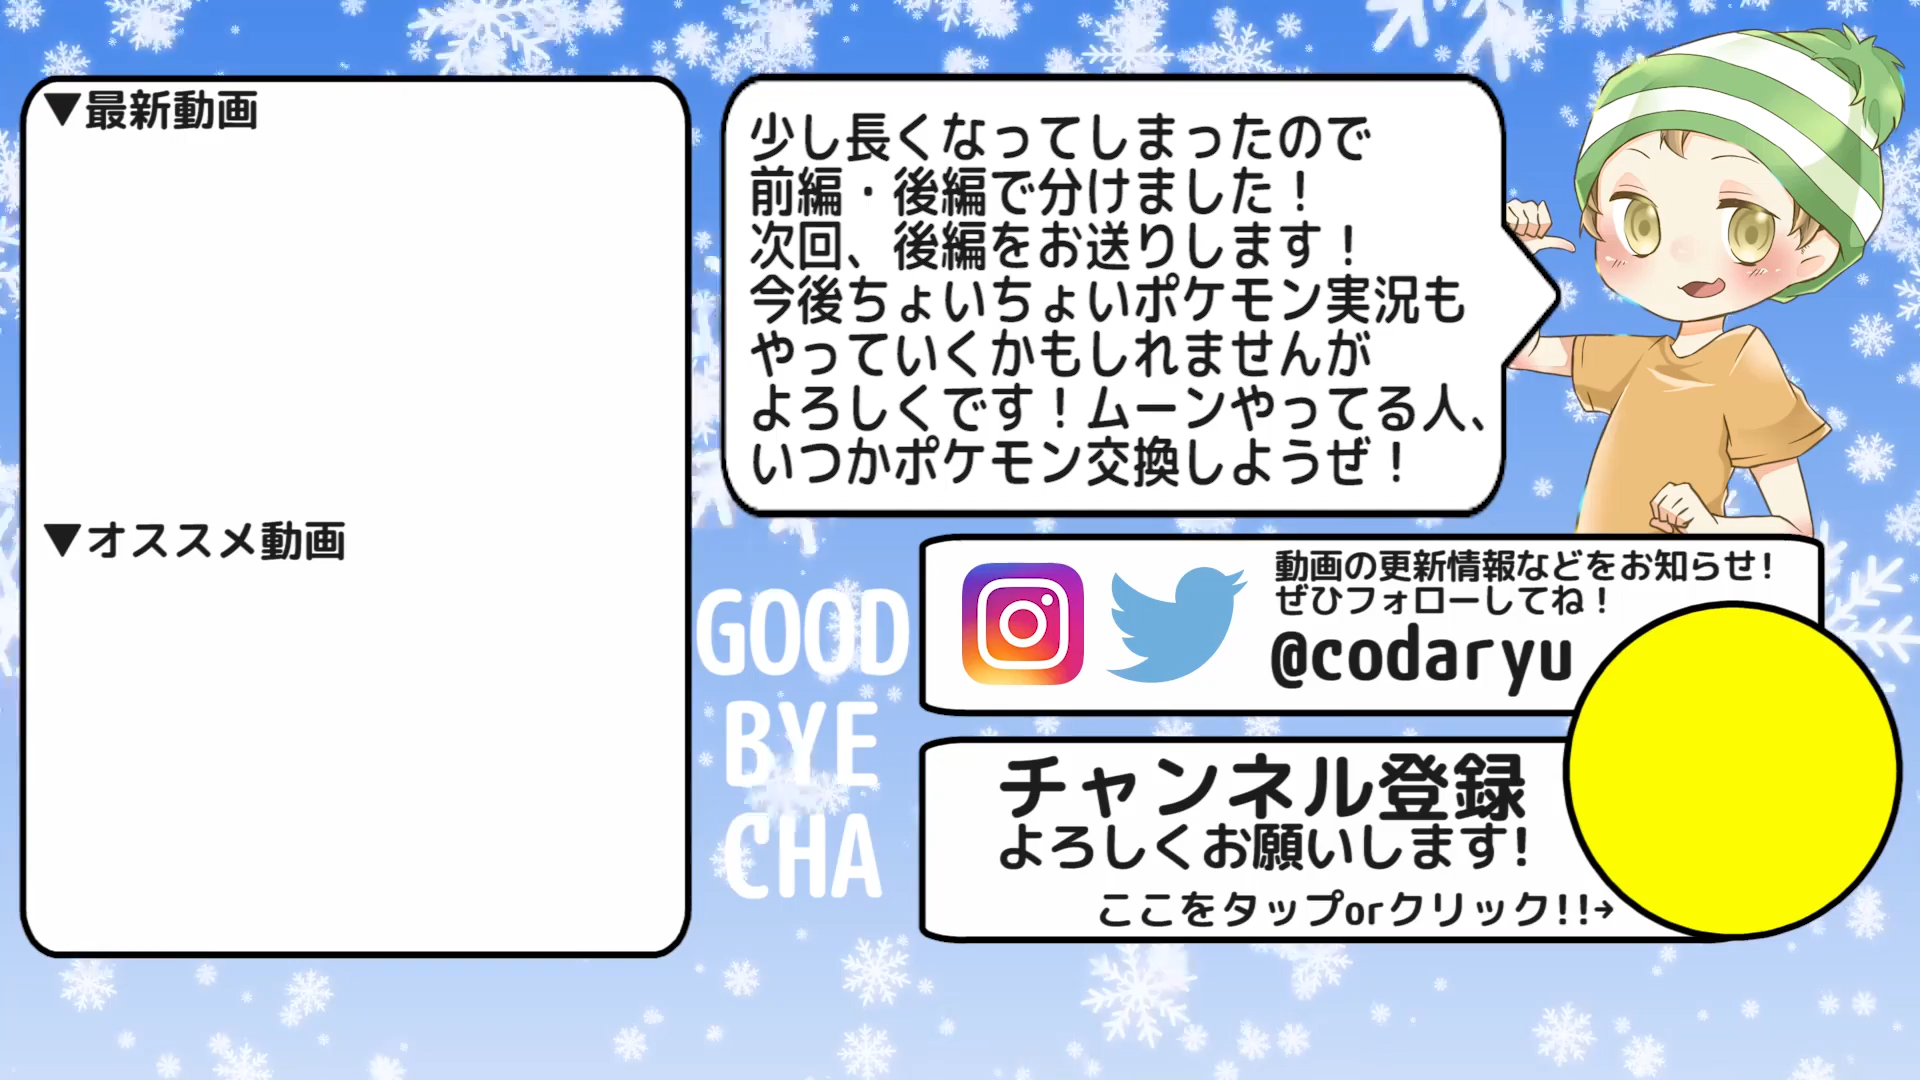 ▼最新動画
▼オススメ動画
少し長くなってしまったので
前編・後編で分けました！
次回、後編をお送りします！
今後ちょいちょいポケモン実況も
やっていくかもしれませんが
よろしくです！ムーンやってる人、
いつかポケモン交換しようぜ！
GOOD
BYE
CHA
動画の更新情報などをお知らせ!
ぜひフォローしてね！
@codaryu
チャンネル登録
よろしくお願いします!
ここをタップorクリック!!→